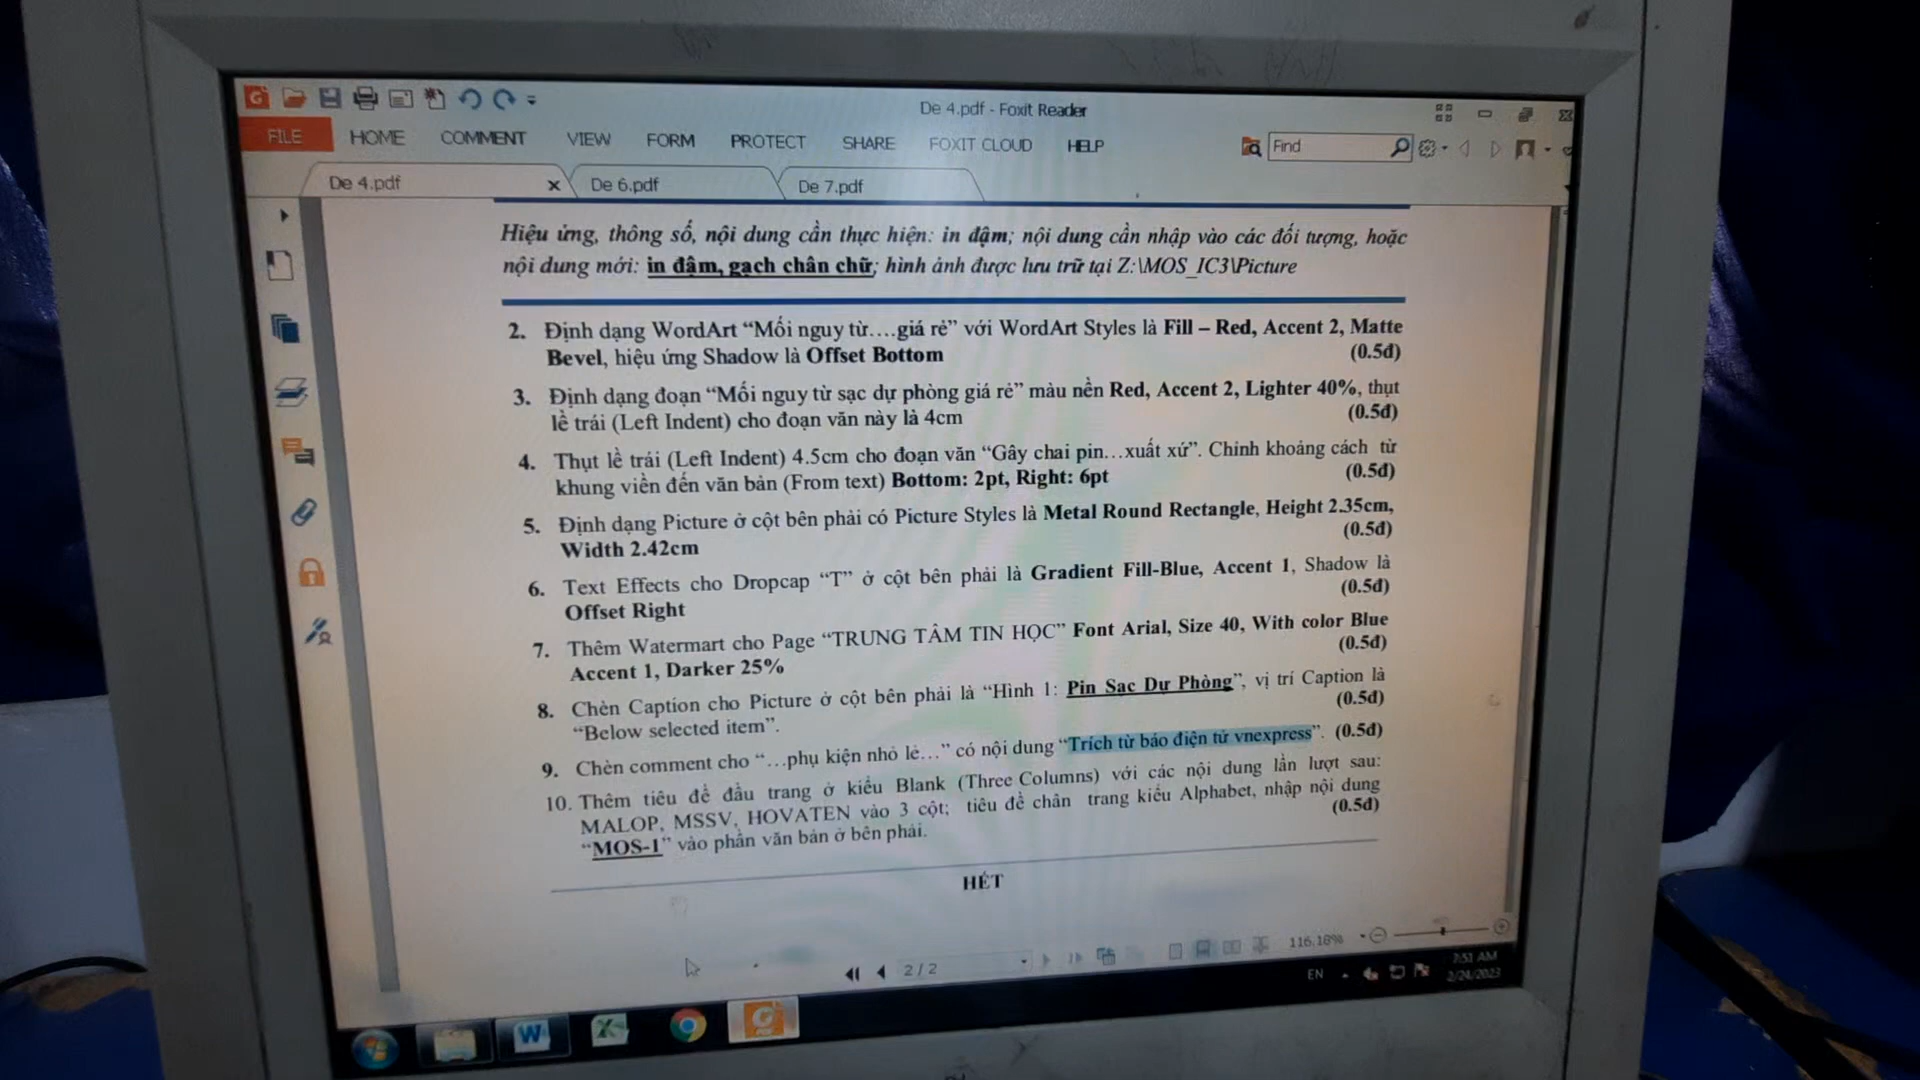 De 4.pdf - Foxit Reader
FILE HOME COMMENT VIEW FORM PROTECT SHARE FOXIT CLOUD HELP Find
De 4.pdf x De 6.pdf De 7.pdf
Hiệu ứng, thông số, nội dung cần thực hiện: in đậm; nội dung cần nhập vào các đối tượng, hoặc
nội dung mới: in đậm, gạch chân chữ; hình ảnh được lưu trữ tại Z:\MOS_IC3\Picture
2. Định dạng WordArt “Mối nguy từ….giá rẻ” với WordArt Styles là Fill – Red, Accent 2, Matte
Bevel, hiệu ứng Shadow là Offset Bottom (0.5đ)
3. Định dạng đoạn “Mối nguy từ sạc dự phòng giá rẻ” màu nền Red, Accent 2, Lighter 40%, thụt
lề trái (Left Indent) cho đoạn văn này là 4cm (0.5đ)
4. Thụt lề trái (Left Indent) 4.5cm cho đoạn văn “Gây chai pin…xuất xứ”. Chỉnh khoảng cách từ
khung viền đến văn bản (From text) Bottom: 2pt, Right: 6pt (0.5đ)
5. Định dạng Picture ở cột bên phải có Picture Styles là Metal Round Rectangle, Height 2.35cm,
Width 2.42cm (0.5đ)
6. Text Effects cho Dropcap “T” ở cột bên phải là Gradient Fill-Blue, Accent 1, Shadow là
Offset Right (0.5đ)
7. Thêm Watermart cho Page “TRUNG TÂM TIN HỌC” Font Arial, Size 40, With color Blue
Accent 1, Darker 25% (0.5đ)
8. Chèn Caption cho Picture ở cột bên phải là “Hình 1: Pin Sạc Dự Phòng”, vị trí Caption là
“Below selected item”. (0.5đ)
9. Chèn comment cho “…phụ kiện nhỏ lẻ…” có nội dung “Trích từ báo điện tử vnexpress”. (0.5đ)
10. Thêm tiêu đề đầu trang ở kiểu Blank (Three Columns) với các nội dung lần lượt sau:
MALOP, MSSV, HOVATEN vào 3 cột; tiêu đề chân trang kiểu Alphabet, nhập nội dung
“MOS-1” vào phần văn bản ở bên phải. (0.5đ)
HẾT
2 / 2 116.18%
EN 7:51 AM
2/24/2023